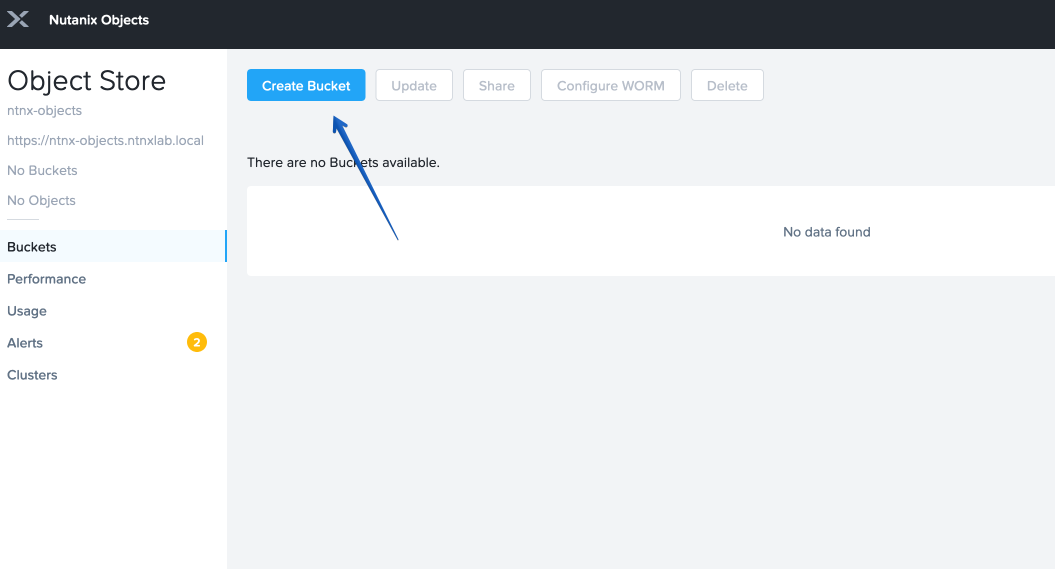 Nutanix Objects
Object Store
ntnx-objects
https://ntnx-objects.ntnxlab.local
No Buckets
No Objects
Buckets
Performance
Usage
Alerts 2
Clusters
Create Bucket Update Share Configure WORM Delete
There are no Buckets available.
No data found